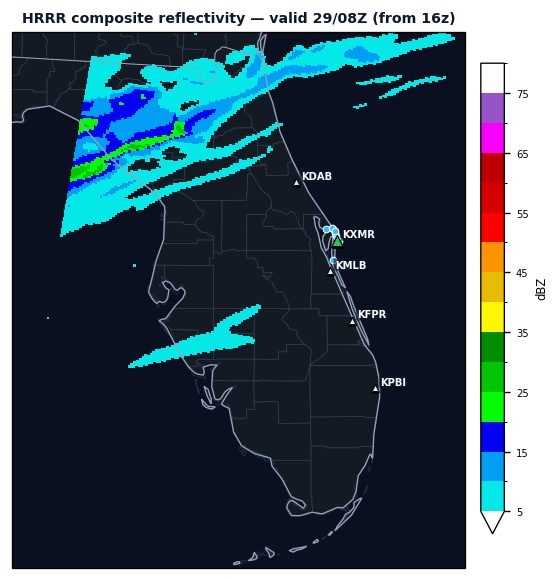 HRRR composite reflectivity — valid 29/08Z (from 16z)
KDAB
KXMR
KMLB
KFPR
KPBI
75
65
55
45
35
25
15
5
dBZ